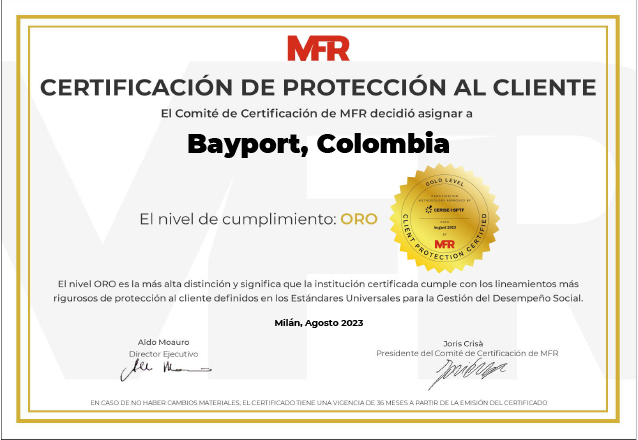 MFR
CERTIFICACIÓN DE PROTECCIÓN AL CLIENTE
El Comité de Certificación de MFR decidió asignar a
Bayport, Colombia
El nivel de cumplimiento: ORO
GOLD LEVEL
CERTIFICATION
METHODOLOGY APPROVED BY
CERISE+SPTF
August 2023
BY
MFR
CLIENT PROTECTION CERTIFIED
El nivel ORO es la más alta distinción y significa que la institución certificada cumple con los lineamientos más
rigurosos de protección al cliente definidos en los Estándares Universales para la Gestión del Desempeño Social.
Milán, Agosto 2023
Aldo Moauro
Director Ejecutivo
Joris Crisà
Presidente del Comité de Certificación de MFR
EN CASO DE NO HABER CAMBIOS MATERIALES, EL CERTIFICADO TIENE UNA VIGENCIA DE 36 MESES A PARTIR DE LA EMISIÓN DEL CERTIFICADO